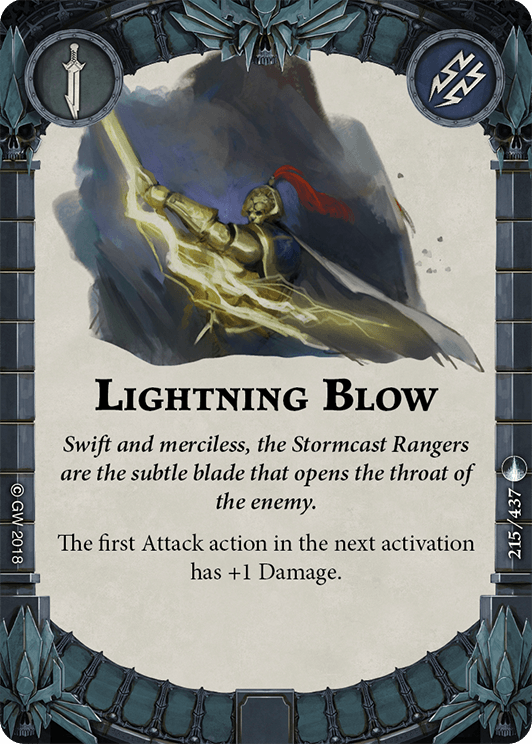 Lightning Blow
Swift and merciless, the Stormcast Rangers
are the subtle blade that opens the throat of
the enemy.
The first Attack action in the next activation
has +1 Damage.
© GW 2018
215/437